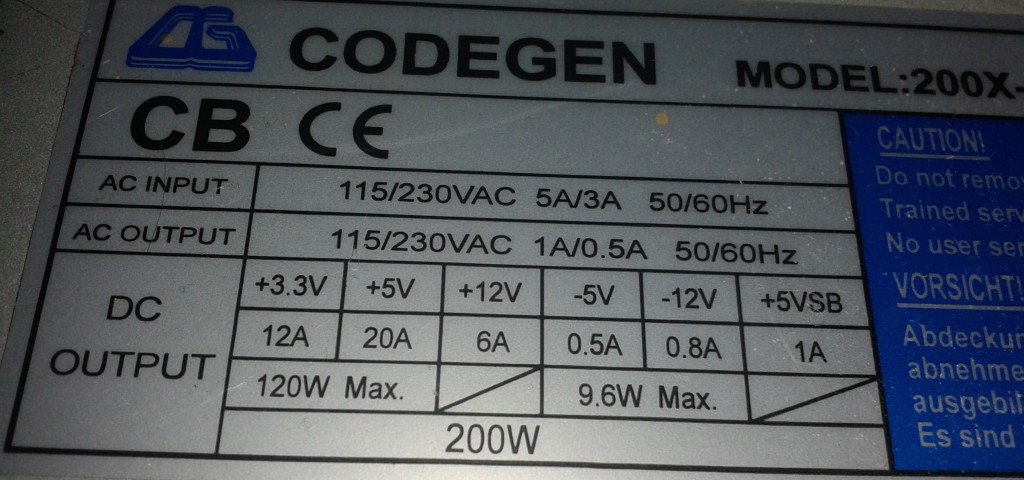 CODEGEN
MODEL:200X-
CB CE
AC INPUT 115/230VAC 5A/3A 50/60Hz
AC OUTPUT 115/230VAC 1A/0.5A 50/60Hz
DC OUTPUT
+3.3V +5V +12V -5V -12V +5VSB
12A 20A 6A 0.5A 0.8A 1A
120W Max. 9.6W Max.
200W
CAUTION!
Do not remo
Trained serv
No user ser
VORSICHT!
Abdeckun
abnehme
ausgebil
Es sind